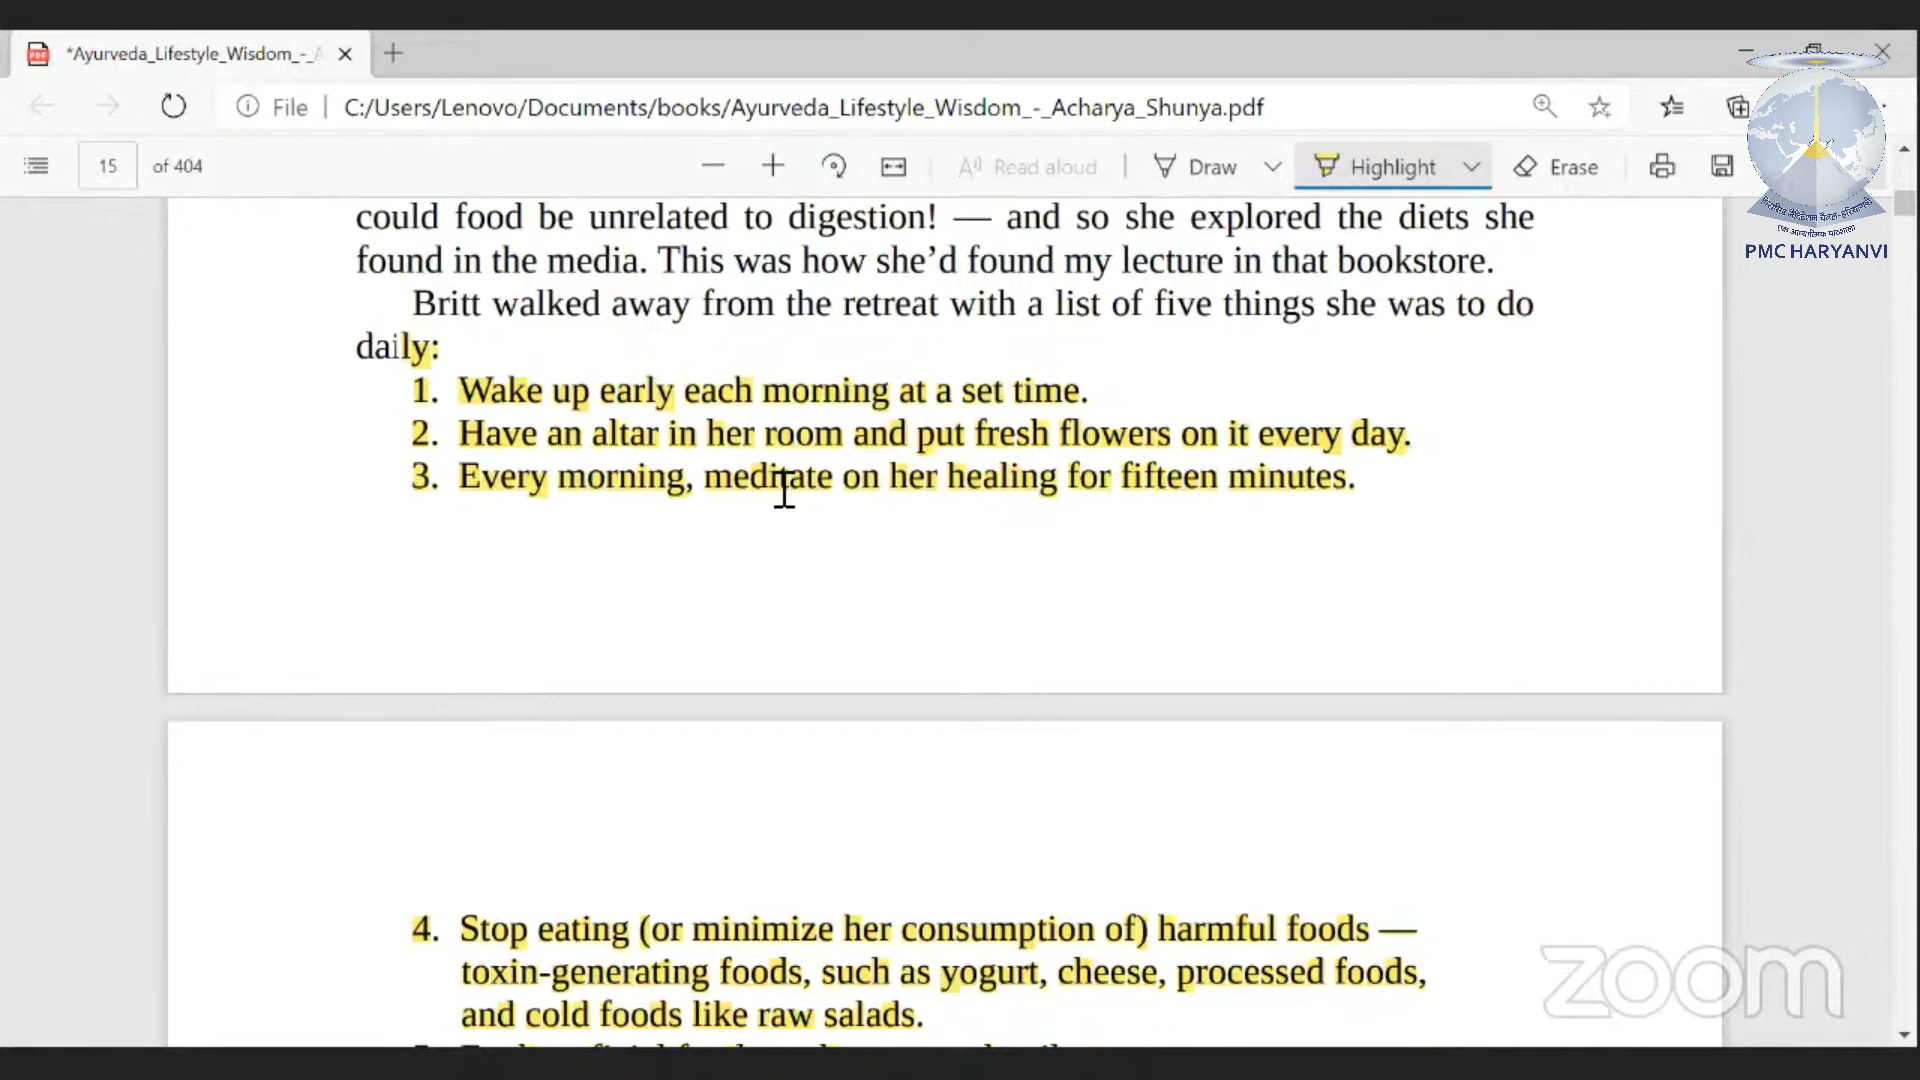 *Ayurveda_Lifestyle_Wisdom_-_A
File | C:/Users/Lenovo/Documents/books/Ayurveda_Lifestyle_Wisdom_-_Acharya_Shunya.pdf
15 of 404 Read aloud Draw Highlight Erase
PMC HARYANVI
could food be unrelated to digestion! — and so she explored the diets she
found in the media. This was how she’d found my lecture in that bookstore.
Britt walked away from the retreat with a list of five things she was to do
daily:
1. Wake up early each morning at a set time.
2. Have an altar in her room and put fresh flowers on it every day.
3. Every morning, meditate on her healing for fifteen minutes.
4. Stop eating (or minimize her consumption of) harmful foods —
toxin-generating foods, such as yogurt, cheese, processed foods,
and cold foods like raw salads.
zoom